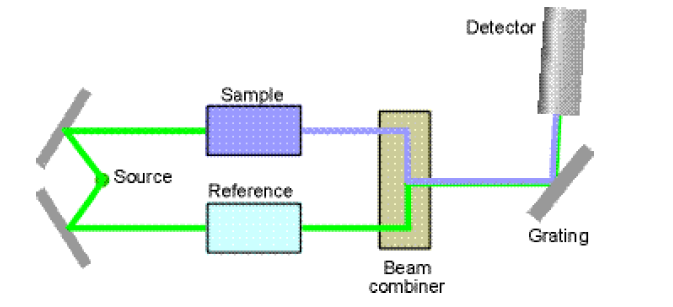 Detector
Sample
Source
Reference
Grating
Beam
combiner